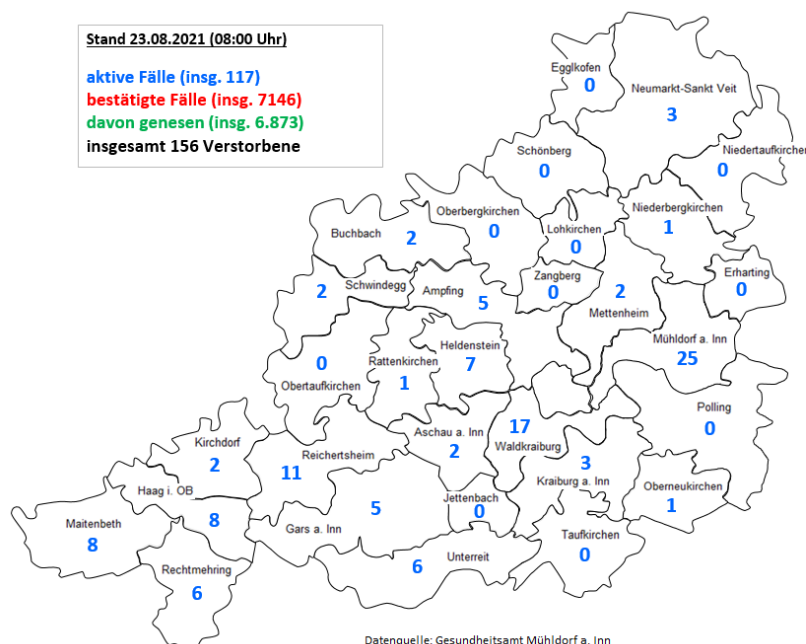 Stand 23.08.2021 (08:00 Uhr)
aktive Fälle (insg. 117)
bestätigte Fälle (insg. 7146)
davon genesen (insg. 6.873)
insgesamt 156 Verstorbene
Egglkofen
0
Neumarkt-Sankt Veit
3
Schönberg
0
Niedertaufkirchen
0
Oberbergkirchen
0
Lohkirchen
0
Niederbergkirchen
1
Buchbach
2
Schwindegg
2
Ampfing
5
Zangberg
0
2
Mettenheim
Erharting
0
0
Obertaufkirchen
Rattenkirchen
1
Heldenstein
7
Mühldorf a. Inn
25
Polling
0
Kirchdorf
2
Reichertsheim
11
Aschau a. Inn
2
17
Waldkraiburg
3
Kraiburg a. Inn
Oberneukirchen
1
Haag i. OB
8
Maitenbeth
8
Gars a. Inn
5
Jettenbach
0
Taufkirchen
0
Rechtmehring
6
Unterreit
6
Datenquelle: Gesundheitsamt Mühldorf a. Inn